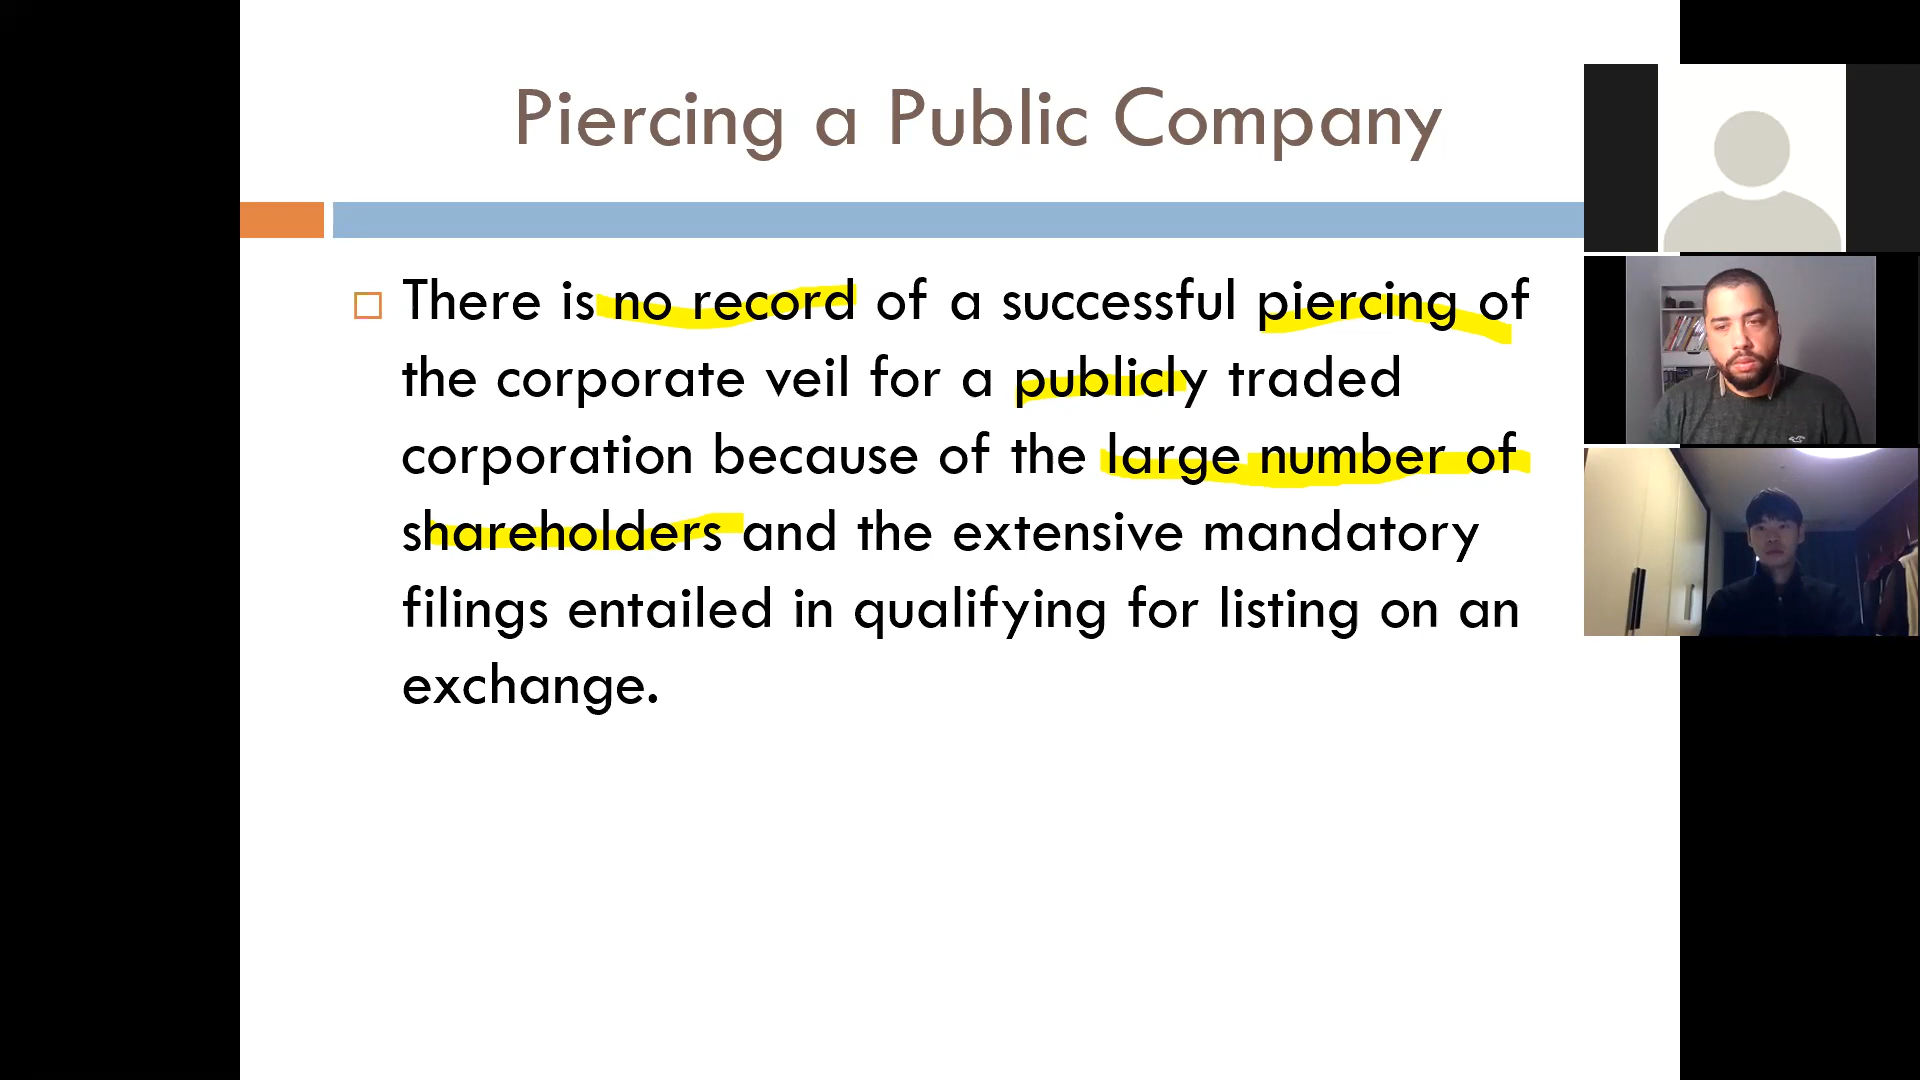 Piercing a Public Company
There is no record of a successful piercing of
the corporate veil for a publicly traded
corporation because of the large number of
shareholders and the extensive mandatory
filings entailed in qualifying for listing on an
exchange.